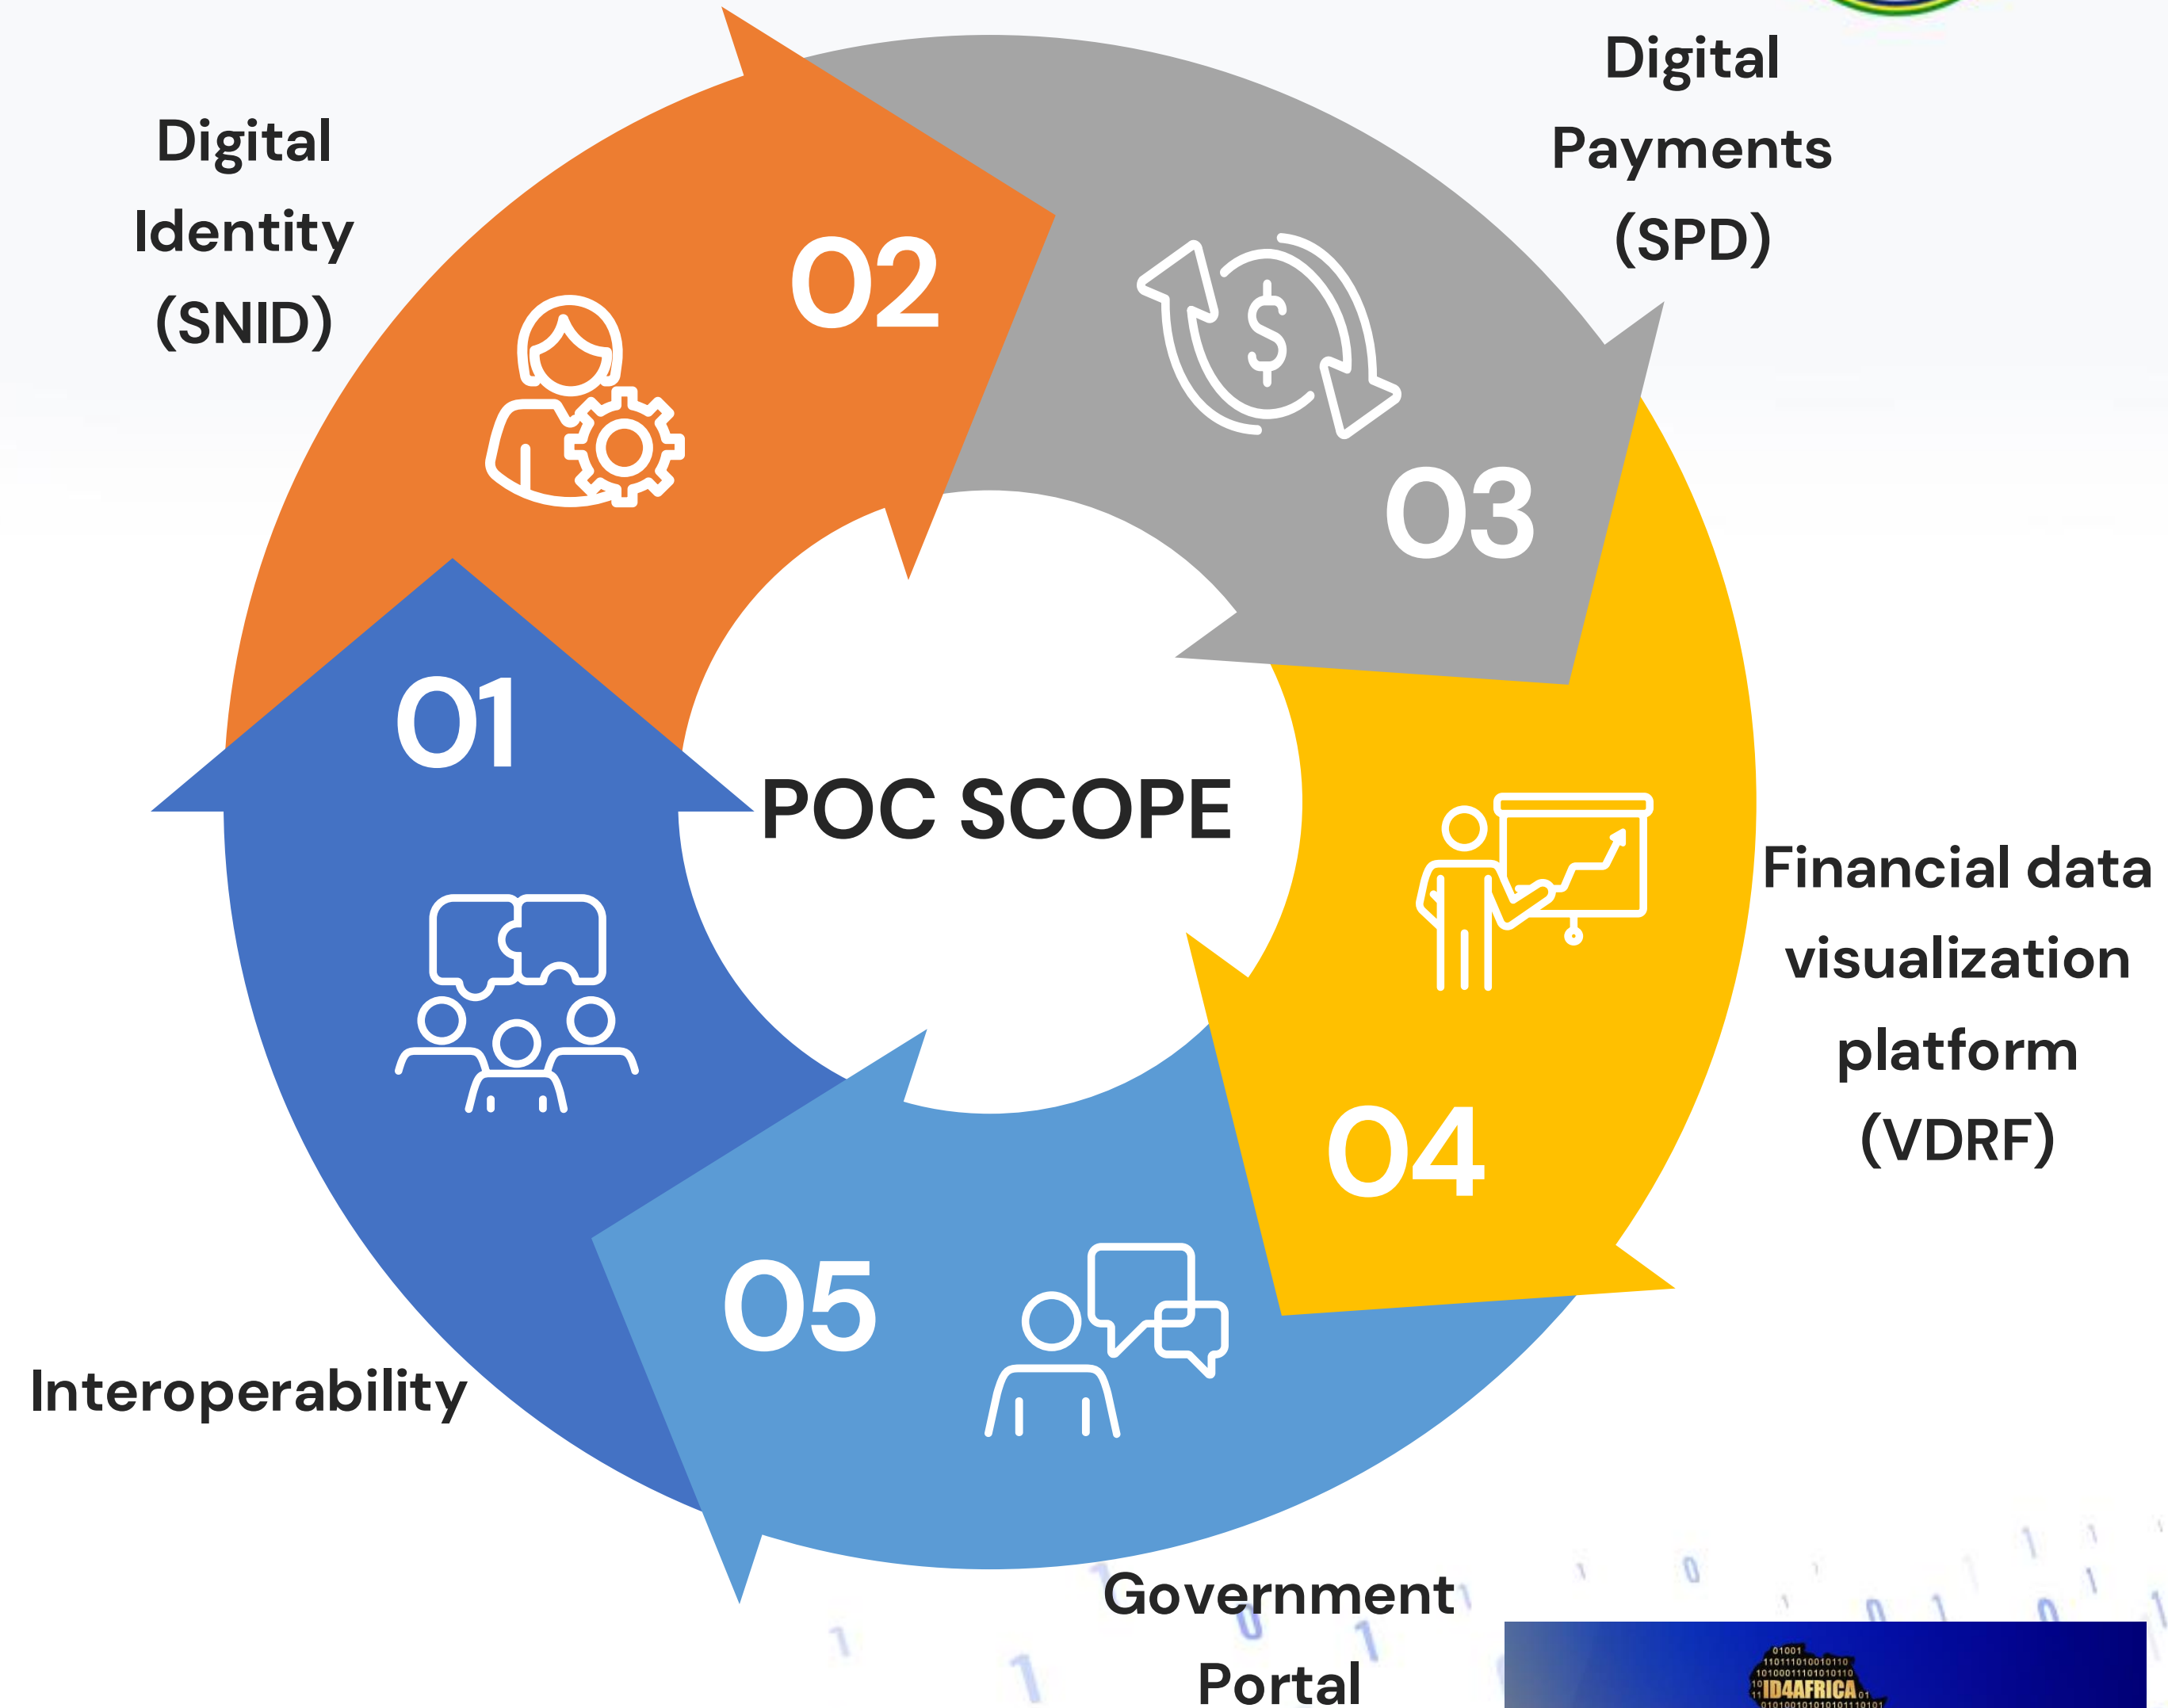 Digital
Identity
(SNID)
Digital
Payments
(SPD)
02
03
01
POC SCOPE
Financial data
visualization
platform
(VDRF)
04
05
Interoperability
Government
Portal
ID4AFRICA